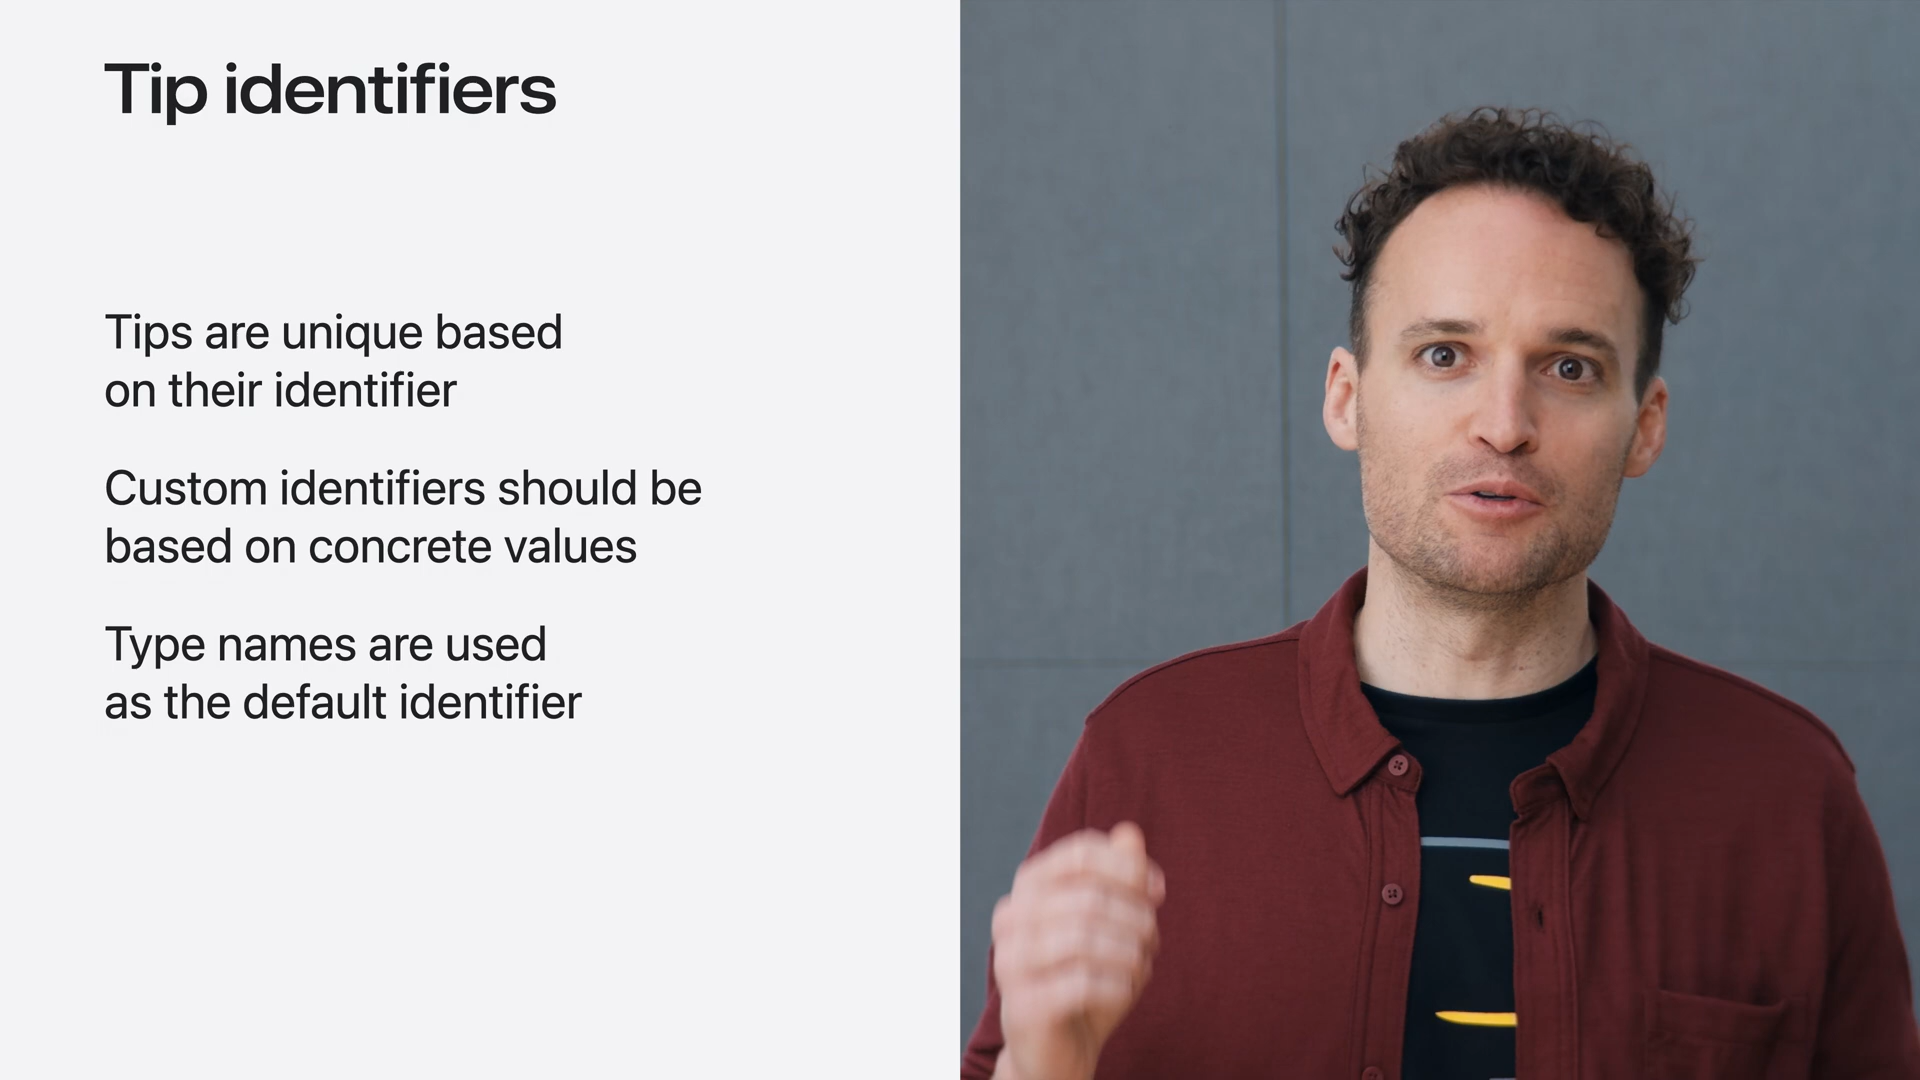 Tip identifiers
Tips are unique based
on their identifier
Custom identifiers should be
based on concrete values
Type names are used
as the default identifier